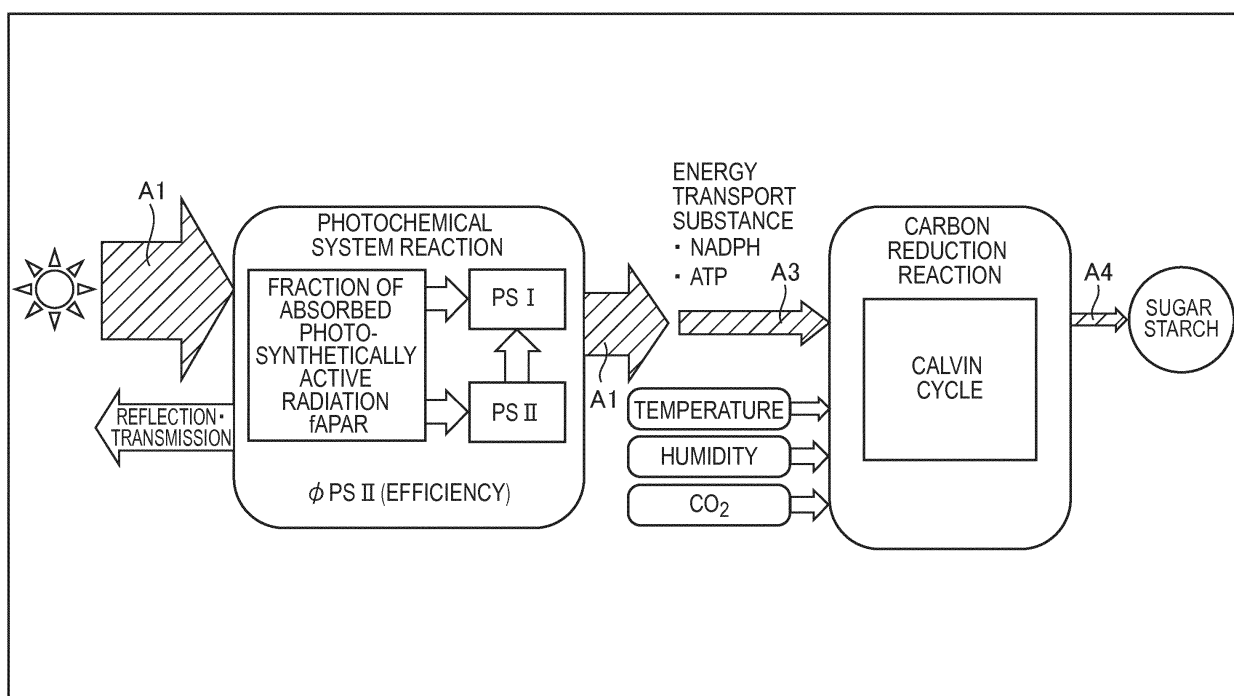 A1
PHOTOCHEMICAL
SYSTEM REACTION
FRACTION OF
ABSORBED
PHOTO-
SYNTHETICALLY
ACTIVE
RADIATION
fAPAR
PS I
PS II
φ PS II (EFFICIENCY)
REFLECTION・
TRANSMISSION
A1
ENERGY
TRANSPORT
SUBSTANCE
・ NADPH
・ ATP
A3
TEMPERATURE
HUMIDITY
CO₂
CARBON
REDUCTION
REACTION
CALVIN
CYCLE
A4
SUGAR
STARCH